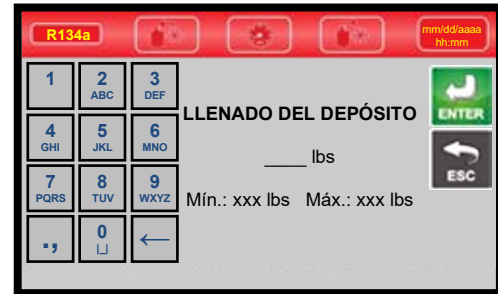 R134a
mm/dd/aaaa
hh:mm
1
2
ABC
3
DEF
4
GHI
5
JKL
6
MNO
7
PQRS
8
TUV
9
WXYZ
.,
0
←
LLENADO DEL DEPÓSITO
____ lbs
Mín.: xxx lbs Máx.: xxx lbs
ENTER
ESC